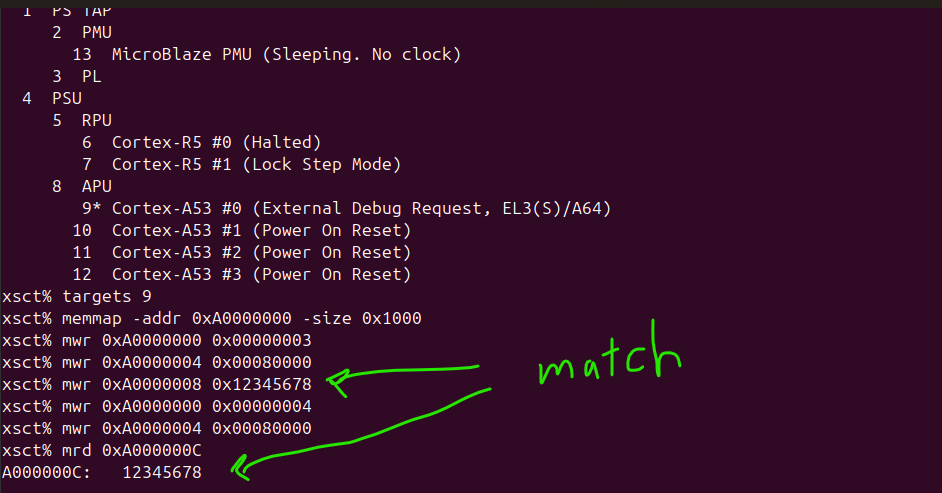 1 PS TAP
2 PMU
13 MicroBlaze PMU (Sleeping. No clock)
3 PL
4 PSU
5 RPU
6 Cortex-R5 #0 (Halted)
7 Cortex-R5 #1 (Lock Step Mode)
8 APU
9* Cortex-A53 #0 (External Debug Request, EL3(S)/A64)
10 Cortex-A53 #1 (Power On Reset)
11 Cortex-A53 #2 (Power On Reset)
12 Cortex-A53 #3 (Power On Reset)
xsct% targets 9
xsct% memmap -addr 0xA0000000 -size 0x1000
xsct% mwr 0xA0000000 0x00000003
xsct% mwr 0xA0000004 0x00080000
xsct% mwr 0xA0000008 0x12345678
match
xsct% mwr 0xA0000000 0x00000004
xsct% mwr 0xA0000004 0x00080000
xsct% mrd 0xA000000C
A000000C: 12345678